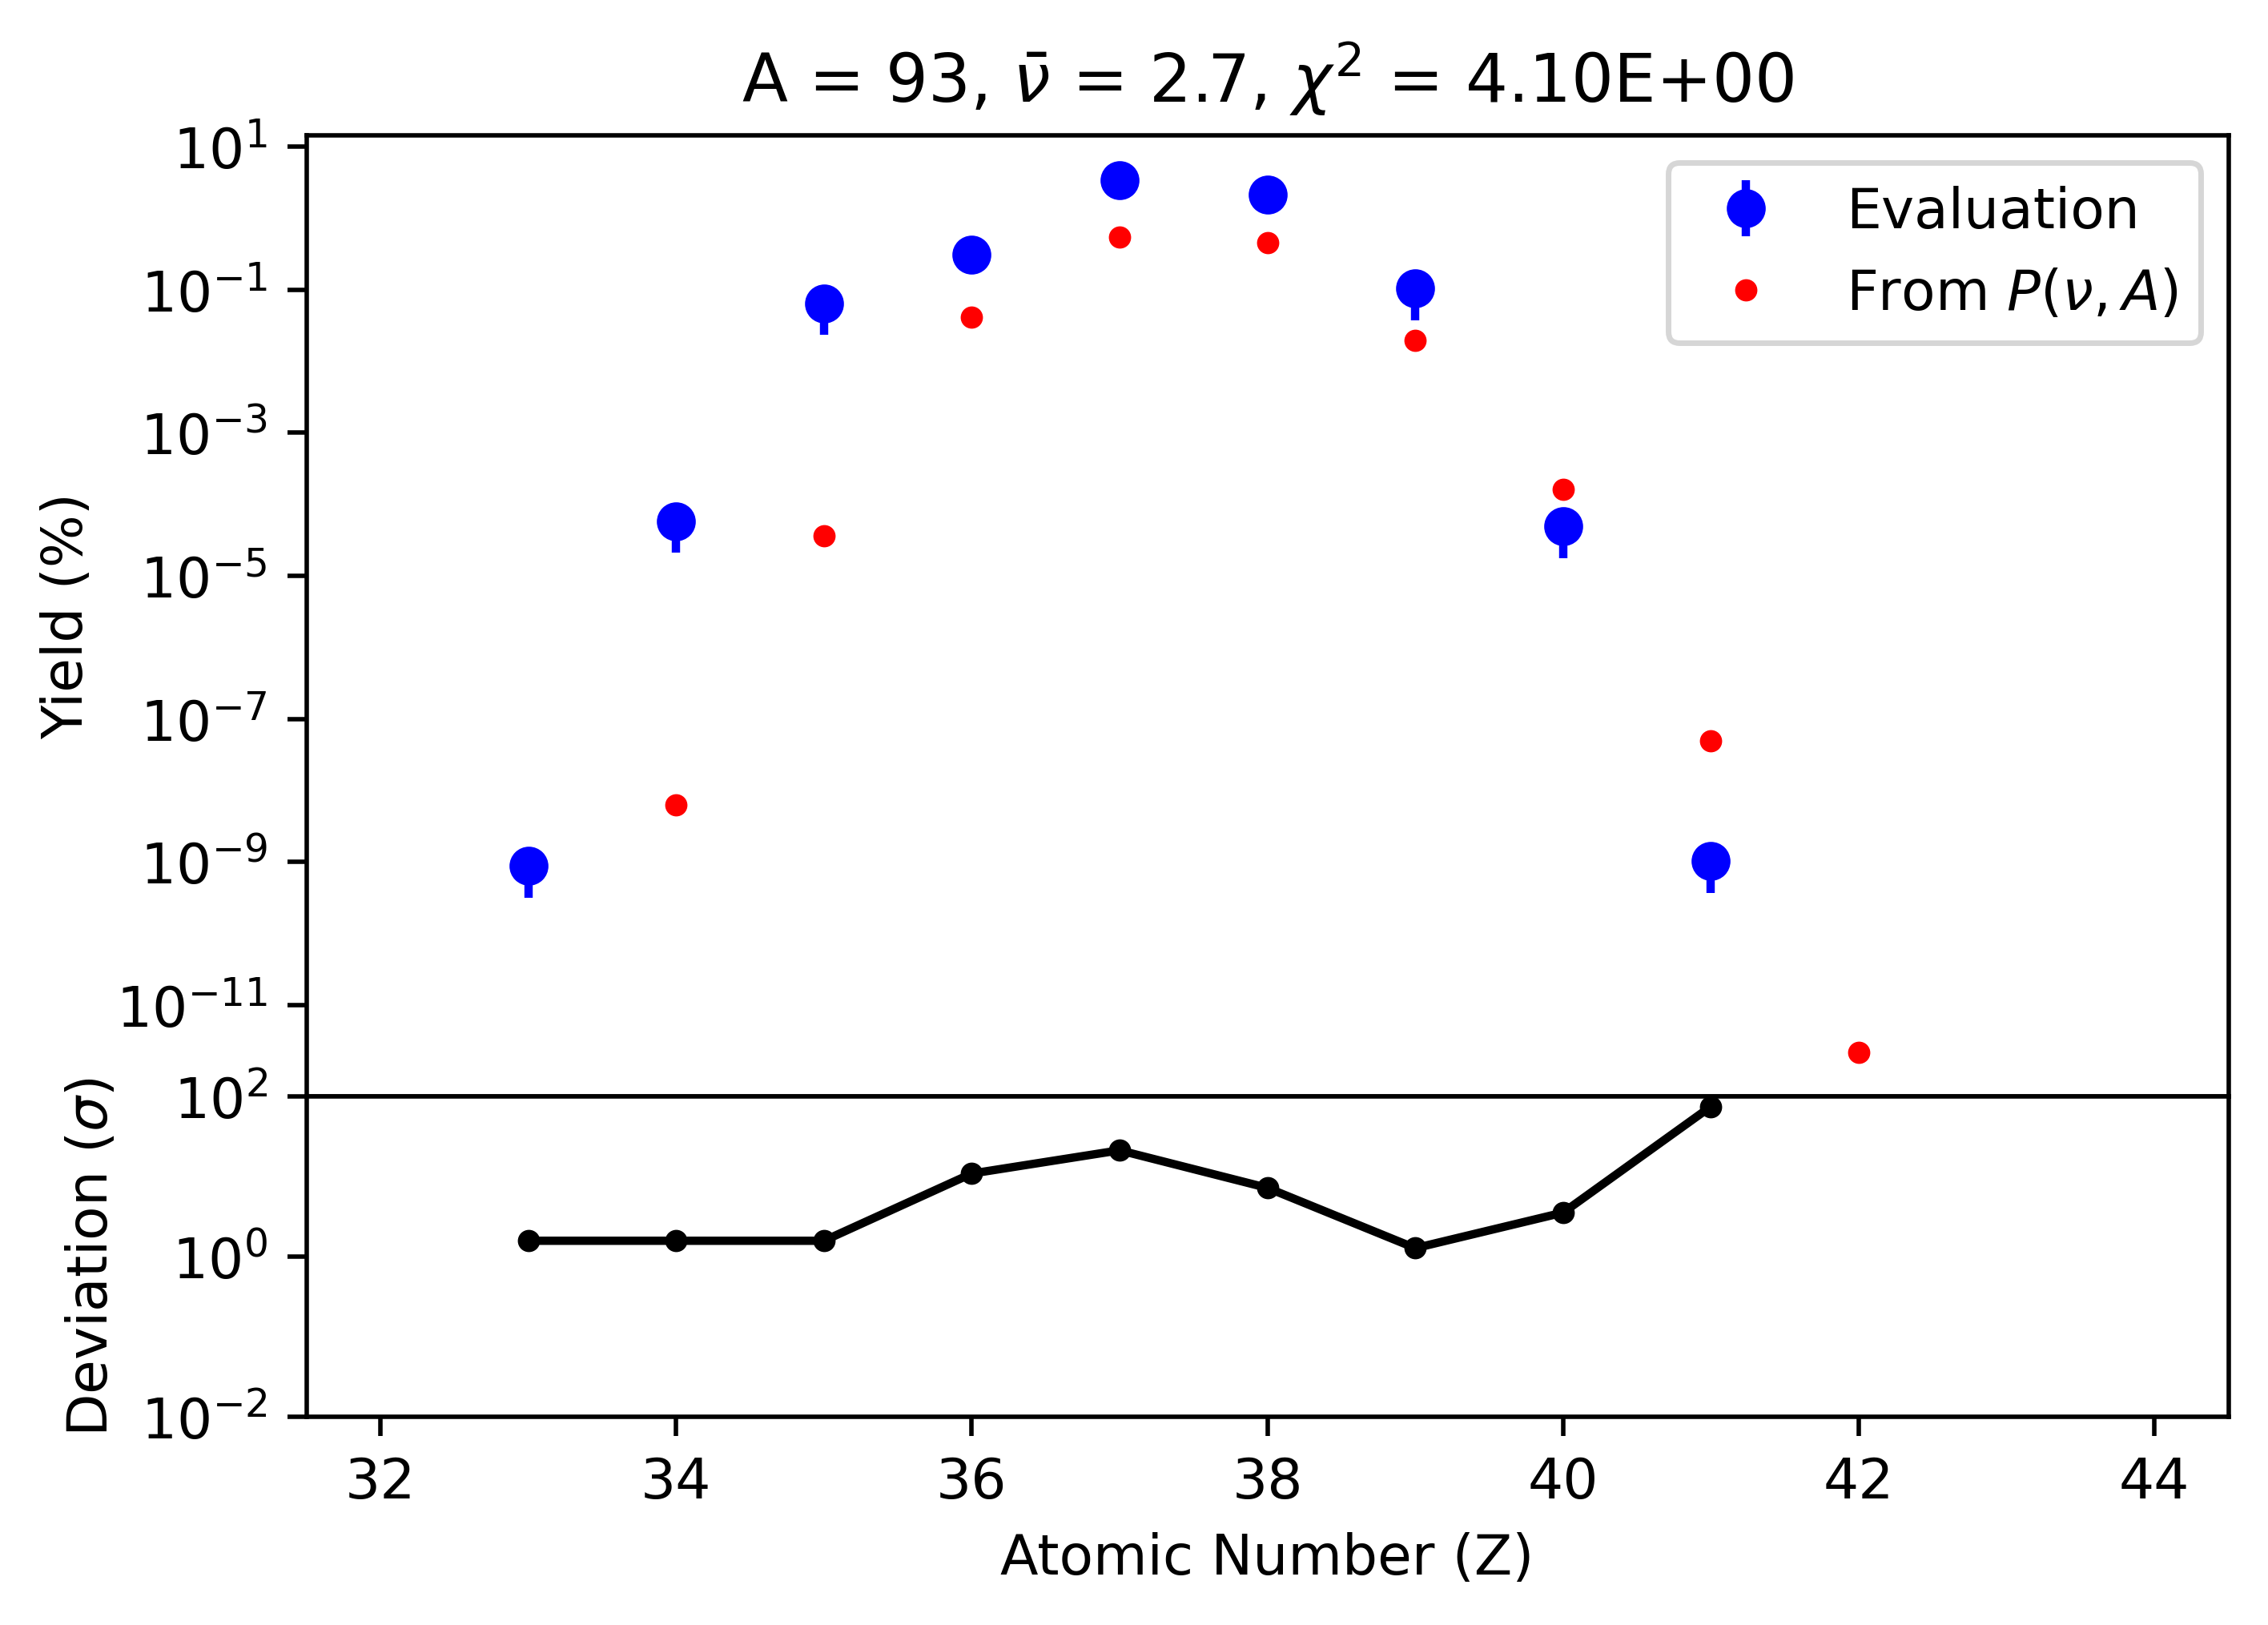 A = 93, ν̄ = 2.7, χ² = 4.10E+00
Yield (%)
10¹
10⁻¹
10⁻³
10⁻⁵
10⁻⁷
10⁻⁹
10⁻¹¹
Evaluation
From P(ν, A)
Deviation (σ)
10²
10⁰
10⁻²
32 34 36 38 40 42 44
Atomic Number (Z)